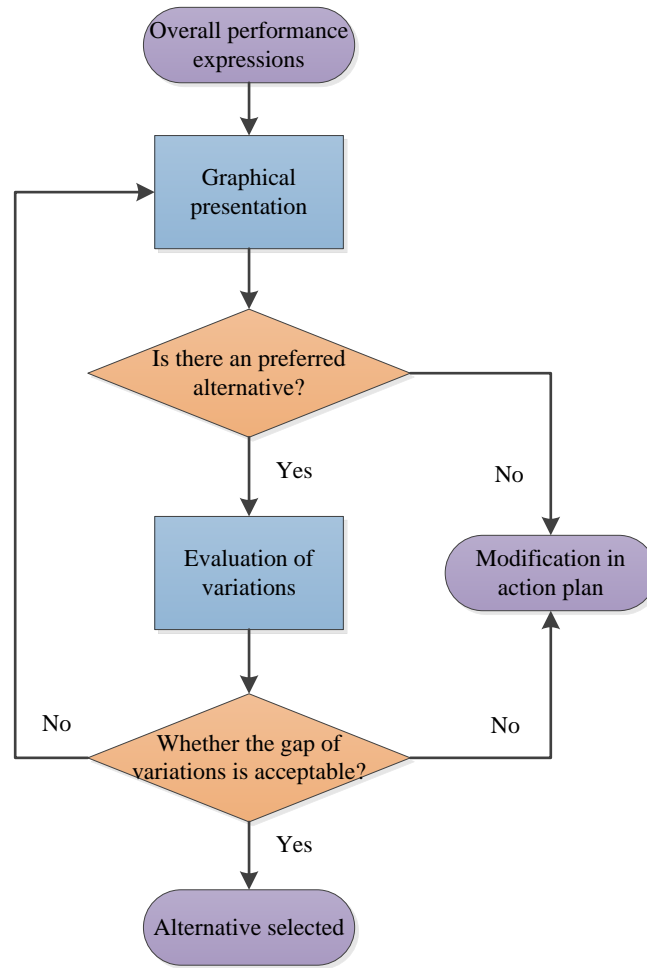 Overall performance
expressions
Graphical
presentation
Is there an preferred
alternative?
Yes
No
Evaluation of
variations
Modification in
action plan
No
Whether the gap of
variations is acceptable?
No
Yes
Alternative selected